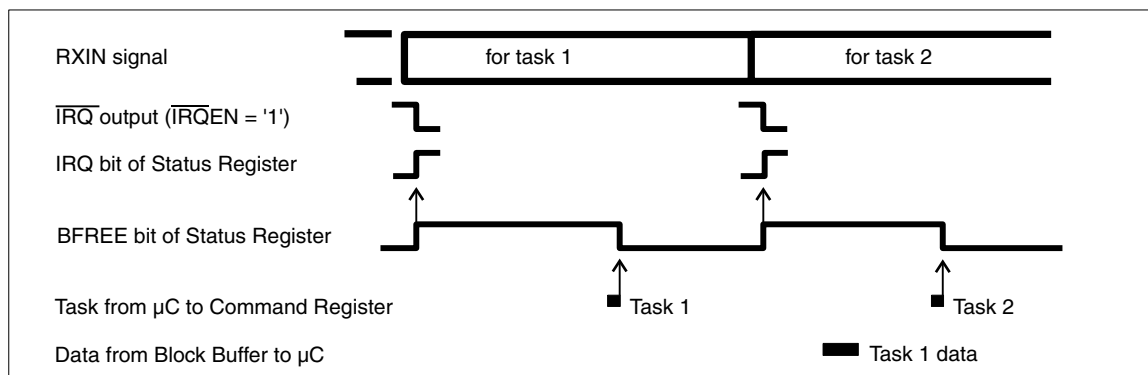 RXIN signal for task 1 for task 2
I̅R̅Q̅ output (I̅R̅Q̅EN = '1')
IRQ bit of Status Register
BFREE bit of Status Register
Task from µC to Command Register Task 1 Task 2
Data from Block Buffer to µC Task 1 data